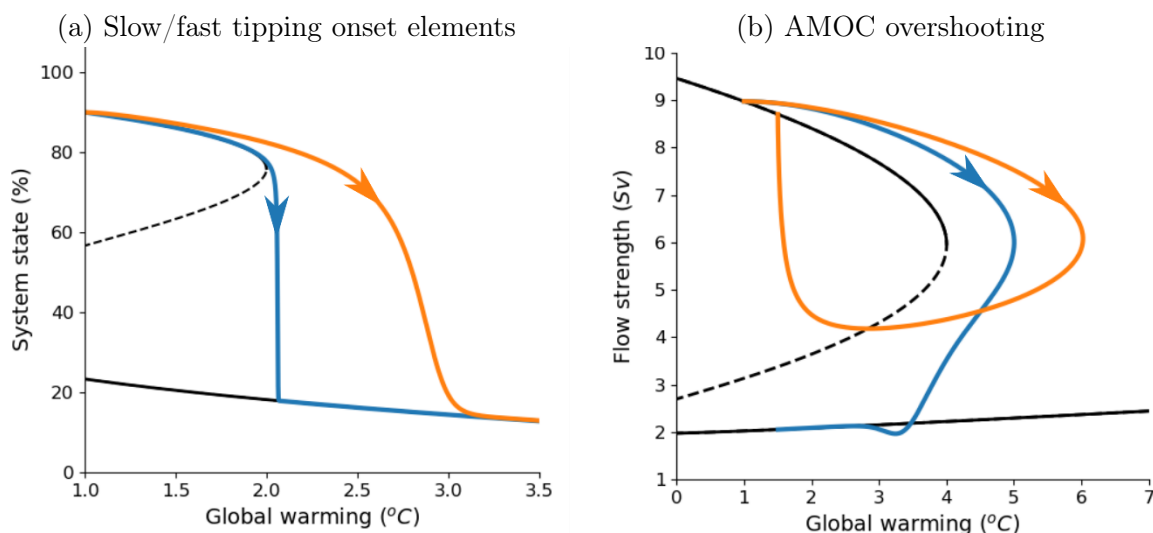 (a) Slow/fast tipping onset elements
(b) AMOC overshooting
System state (%)
100
80
60
40
20
0
1.0 1.5 2.0 2.5 3.0 3.5
Global warming (°C)
Flow strength (Sv)
10
9
8
7
6
5
4
3
2
1
0 1 2 3 4 5 6 7
Global warming (°C)